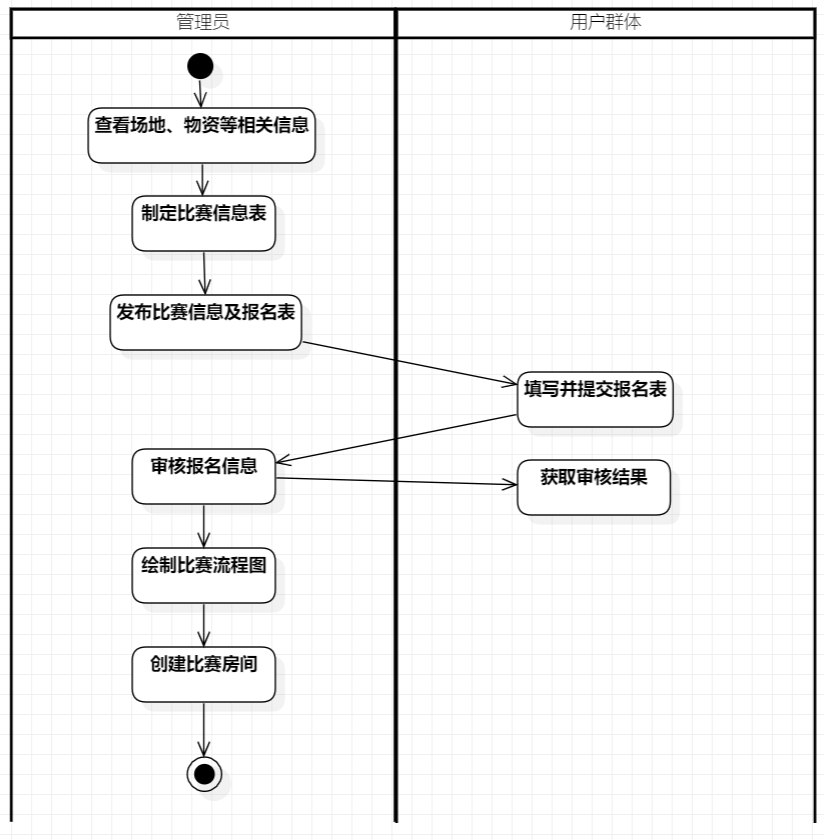 管理员
用户群体
查看场地、物资等相关信息
制定比赛信息表
发布比赛信息及报名表
填写并提交报名表
审核报名信息
获取审核结果
绘制比赛流程图
创建比赛房间